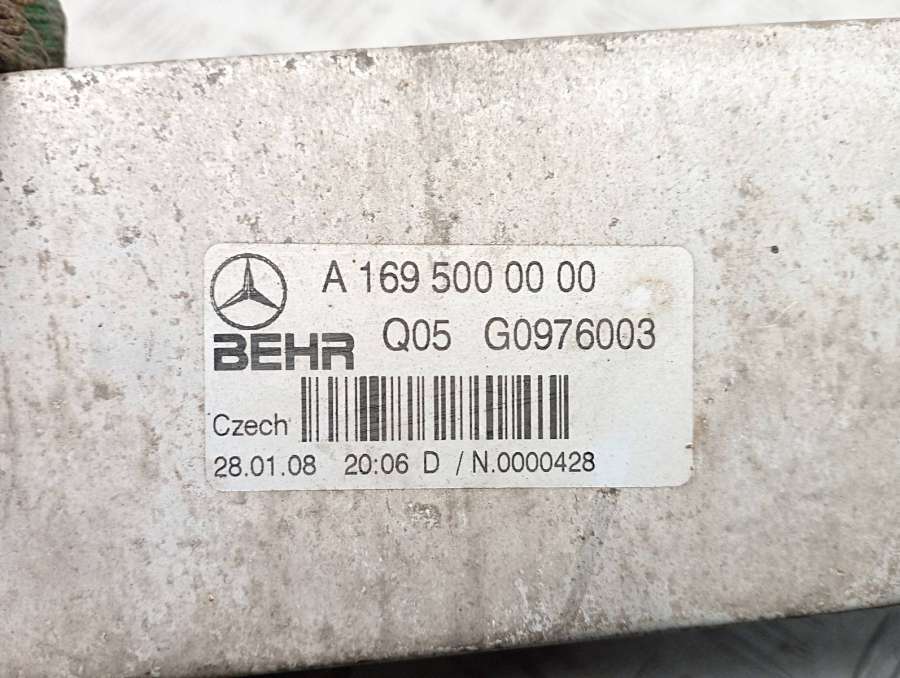 A 169 500 00 00
BEHR Q05 G0976003
Czech
28.01.08 20:06 D / N.0000428